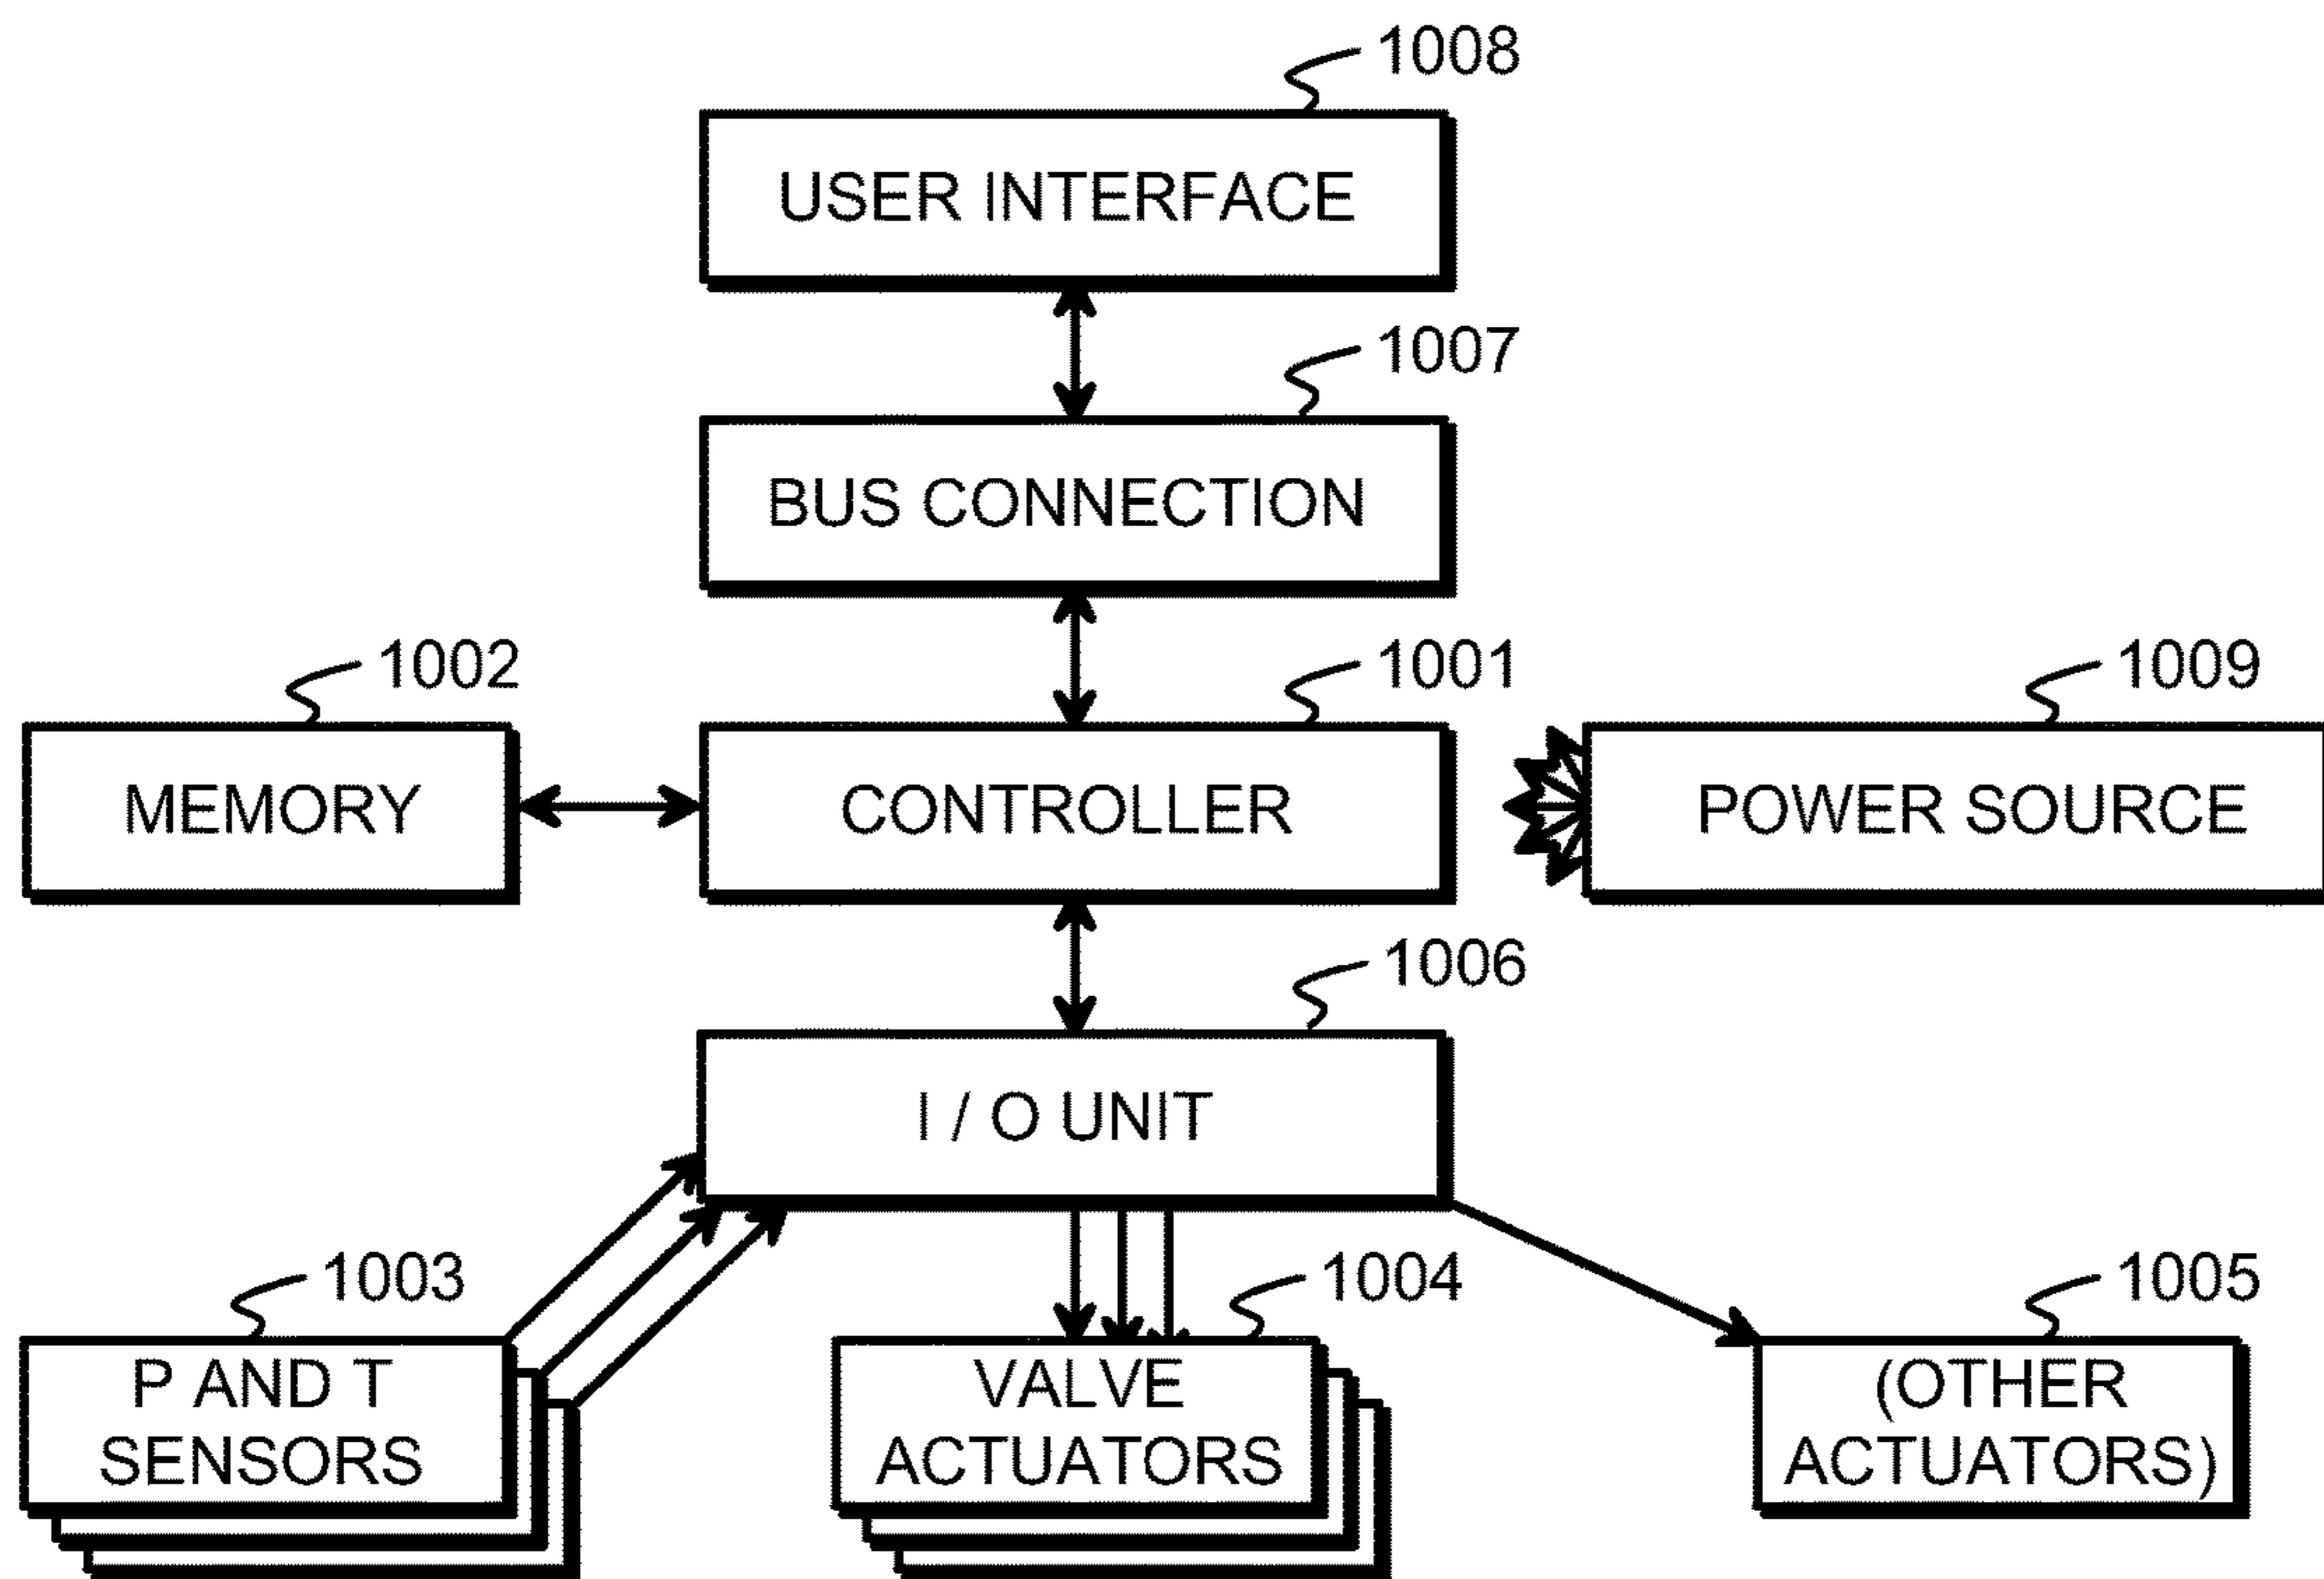 1008
USER INTERFACE
1007
BUS CONNECTION
1002
1001
1009
MEMORY
CONTROLLER
POWER SOURCE
1006
I / O UNIT
1003
1004
1005
P AND T
SENSORS
VALVE
ACTUATORS
(OTHER
ACTUATORS)